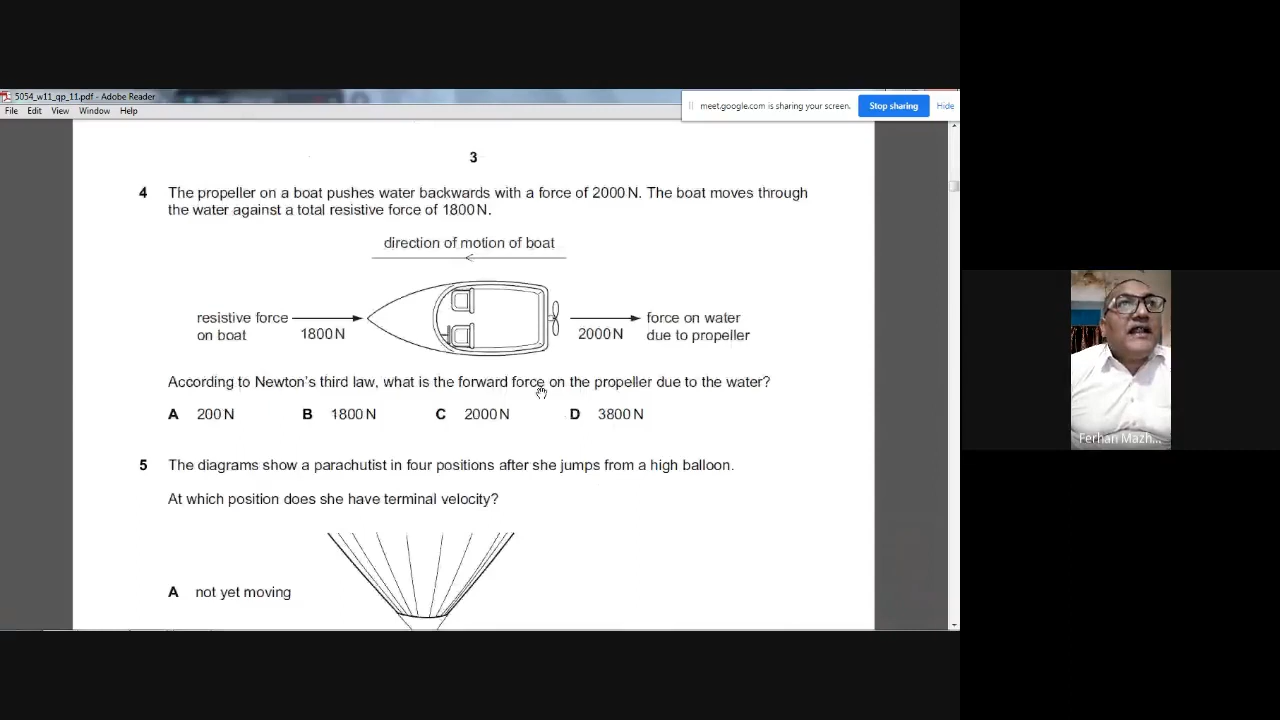 5054_w11_qp_11.pdf - Adobe Reader
File Edit View Window Help
meet.google.com is sharing your screen. Stop sharing Hide
3
4 The propeller on a boat pushes water backwards with a force of 2000 N. The boat moves through
the water against a total resistive force of 1800 N.
direction of motion of boat
resistive force
on boat
1800 N
2000 N
force on water
due to propeller
According to Newton's third law, what is the forward force on the propeller due to the water?
A 200 N B 1800 N C 2000 N D 3800 N
5 The diagrams show a parachutist in four positions after she jumps from a high balloon.
At which position does she have terminal velocity?
A not yet moving
Ferhan Mazh...